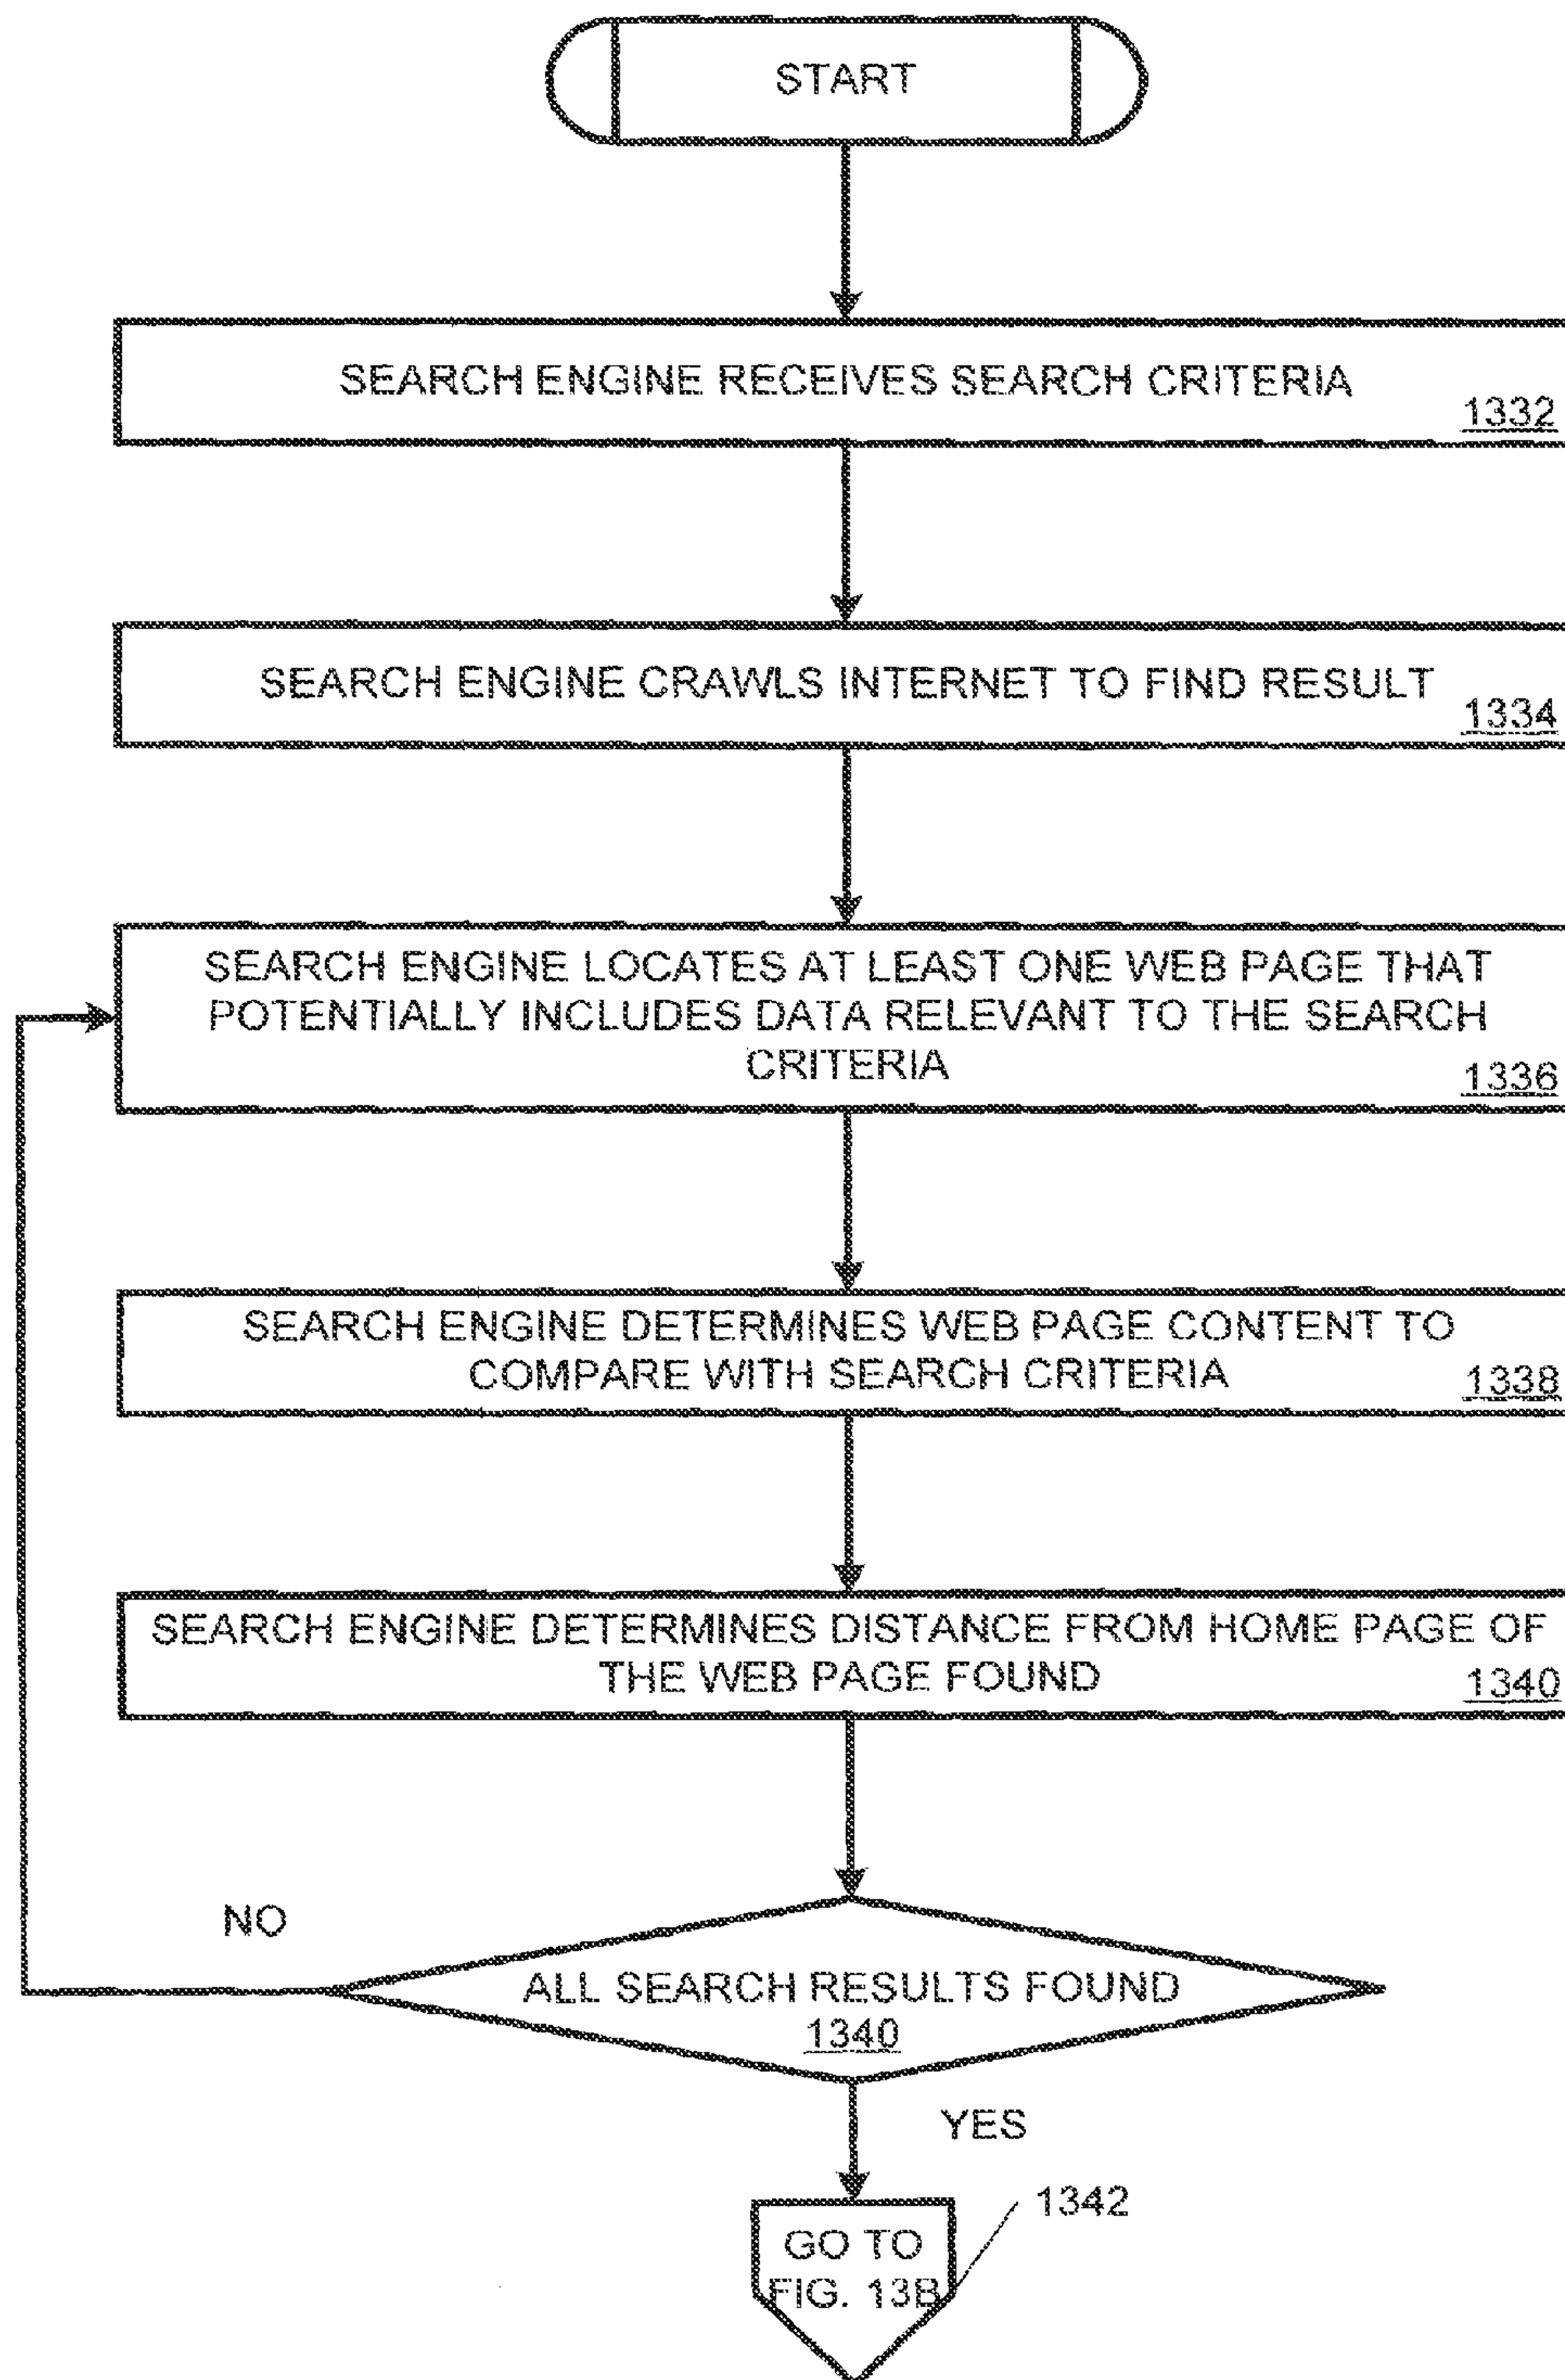 START
SEARCH ENGINE RECEIVES SEARCH CRITERIA
1332
SEARCH ENGINE CRAWLS INTERNET TO FIND RESULT
1334
SEARCH ENGINE LOCATES AT LEAST ONE WEB PAGE THAT
POTENTIALLY INCLUDES DATA RELEVANT TO THE SEARCH
CRITERIA
1336
SEARCH ENGINE DETERMINES WEB PAGE CONTENT TO
COMPARE WITH SEARCH CRITERIA
1338
SEARCH ENGINE DETERMINES DISTANCE FROM HOME PAGE OF
THE WEB PAGE FOUND
1340
NO
ALL SEARCH RESULTS FOUND
1340
YES
1342
GO TO
FIG. 13B